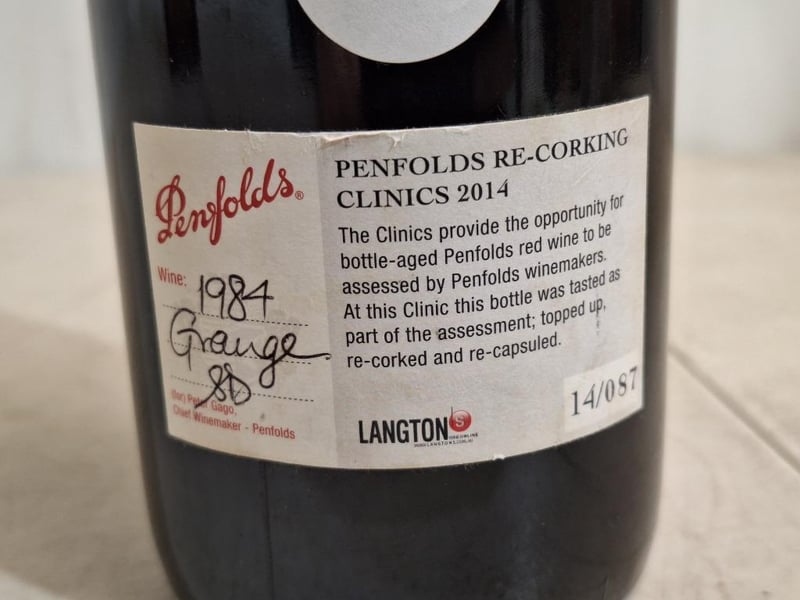 Penfolds®
Wine: 1984
Grange
SD
(for) Peter Gago,
Chief Winemaker - Penfolds
PENFOLDS RE-CORKING
CLINICS 2014
The Clinics provide the opportunity for
bottle-aged Penfolds red wine to be
assessed by Penfolds winemakers.
At this Clinic this bottle was tasted as
part of the assessment; topped up,
re-corked and re-capsuled.
LANGTONS
14/087